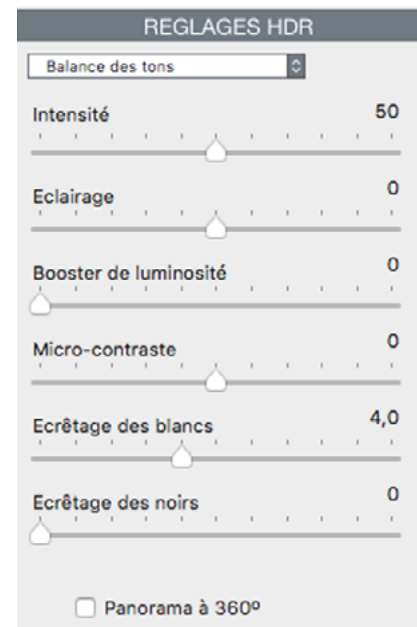 REGLAGES HDR
Balance des tons
Intensité 50
Eclairage 0
Booster de luminosité 0
Micro-contraste 0
Ecrêtage des blancs 4,0
Ecrêtage des noirs 0
Panorama à 360º